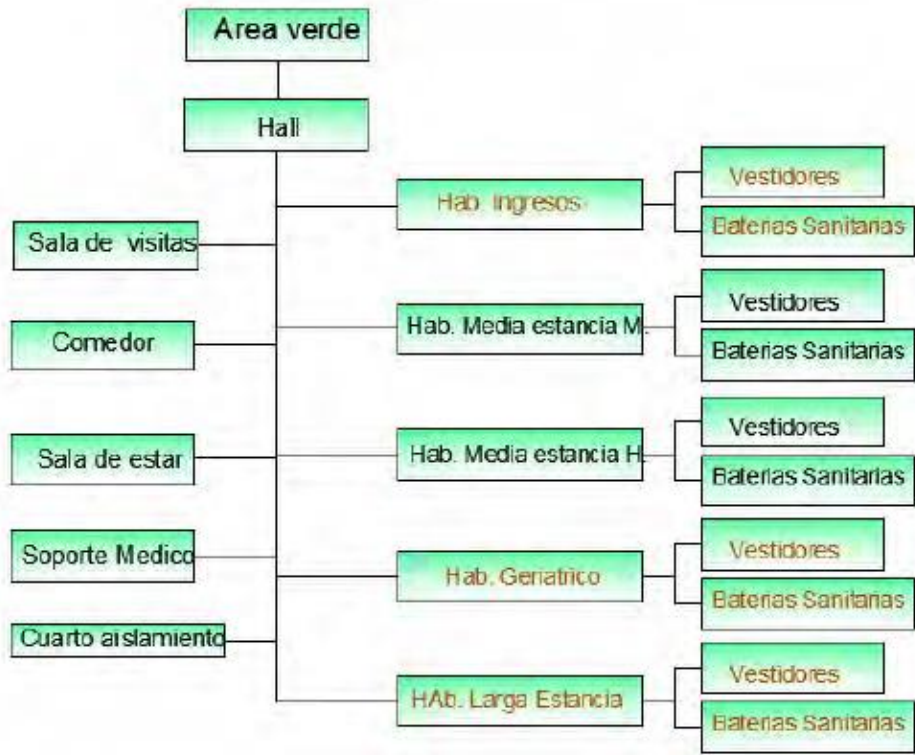 Area verde
Hall
Sala de visitas
Comedor
Sala de estar
Soporte Medico
Cuarto aislamiento
Hab. Ingresos
Vestidores
Baterias Sanitarias
Hab. Media estancia M.
Vestidores
Baterias Sanitarias
Hab. Media estancia H.
Vestidores
Baterias Sanitarias
Hab. Geriatrico
Vestidores
Baterias Sanitarias
HAb. Larga Estancia
Vestidores
Baterias Sanitarias